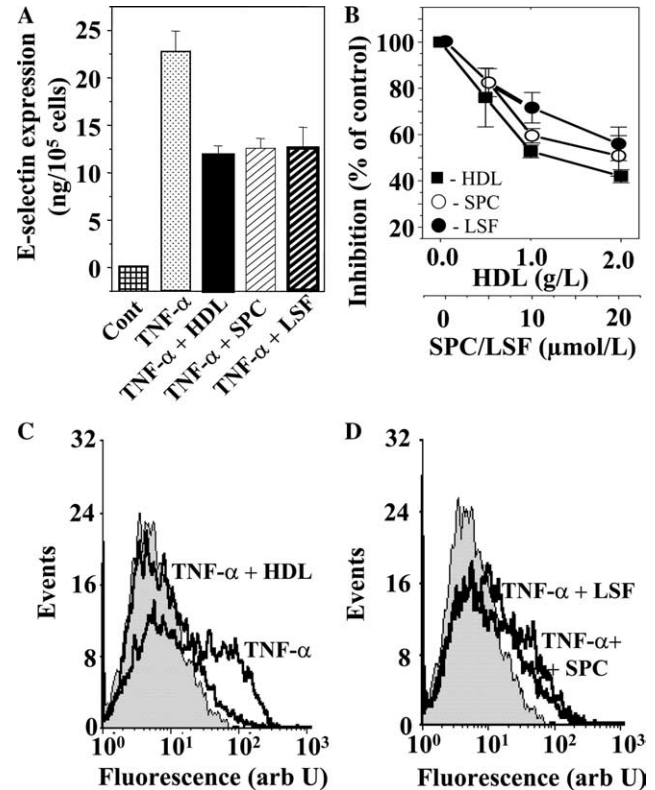 A
E-selectin expression
(ng/10⁵ cells)
25
20
15
10
5
0
Cont
TNF-α
TNF-α + HDL
TNF-α + SPC
TNF-α + LSF
B
Inhibition (% of control)
100
80
60
40
20
■ - HDL
○ - SPC
● - LSF
0.0 1.0 2.0
HDL (g/L)
0 10 20
SPC/LSF (µmol/L)
C
Events
32
24
16
8
0
TNF-α + HDL
TNF-α
10⁰ 10¹ 10² 10³
Fluorescence (arb U)
D
Events
32
24
16
8
0
TNF-α + LSF
TNF-α+
+ SPC
10⁰ 10¹ 10² 10³
Fluorescence (arb U)